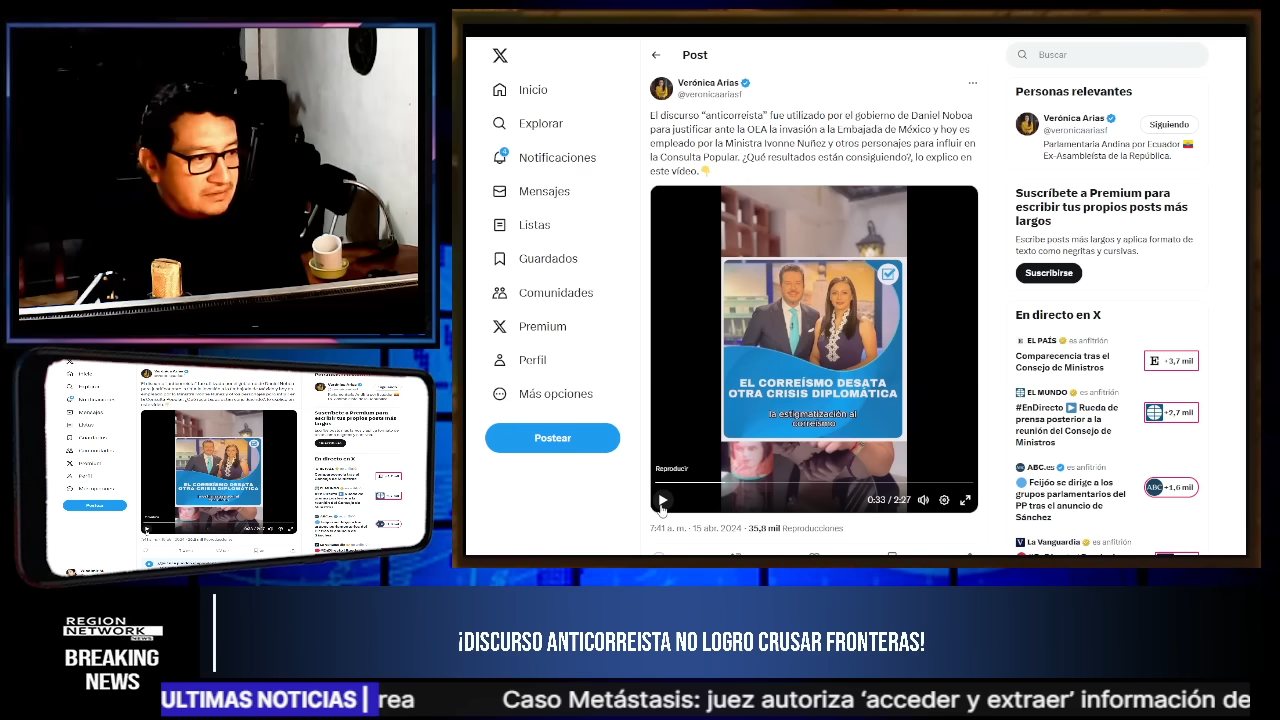 Post
Buscar
Inicio
Explorar
4
Notificaciones
Mensajes
Listas
Guardados
Comunidades
Premium
Perfil
Más opciones
Postear
Verónica Arias
@veronicaariasf
El discurso “anticorreista” fue utilizado por el gobierno de Daniel Noboa
para justificar ante la OEA la invasión a la Embajada de México y hoy es
empleado por la Ministra Ivonne Nuñez y otros personajes para influir en
la Consulta Popular. ¿Qué resultados están consiguiendo?, lo explico en
este vídeo.
EL CORREÍSMO DESATA
OTRA CRISIS DIPLOMÁTICA
la estigmatización al
correísmo
Reproducir
0:33 / 2:27
7:41 a. m. · 15 abr. 2024 · 35,8 mil Reproducciones
Personas relevantes
Verónica Arias
@veronicaariasf
Siguiendo
Parlamentaria Andina por Ecuador
Ex-Asambleísta de la República.
Suscríbete a Premium para
escribir tus propios posts más
largos
Escribe posts más largos y aplica formato de
texto como negritas y cursivas.
Suscribirse
En directo en X
E EL PAÍS es anfitrión
Comparecencia tras el
Consejo de Ministros
E +3,7 mil
EL MUNDO es anfitrión
#EnDirecto Rueda de
prensa posterior a la
reunión del Consejo de
Ministros
+2,7 mil
ABC.es es anfitrión
Feijóo se dirige a los
grupos parlamentarios del
PP tras el anuncio de
Sánchez
ABC +1,6 mil
La Vanguardia es anfitrión
REGION
NETWORK
NEWS
BREAKING
NEWS
¡DISCURSO ANTICORREISTA NO LOGRO CRUSAR FRONTERAS!
ULTIMAS NOTICIAS | rea Caso Metástasis: juez autoriza ‘acceder y extraer’ información de